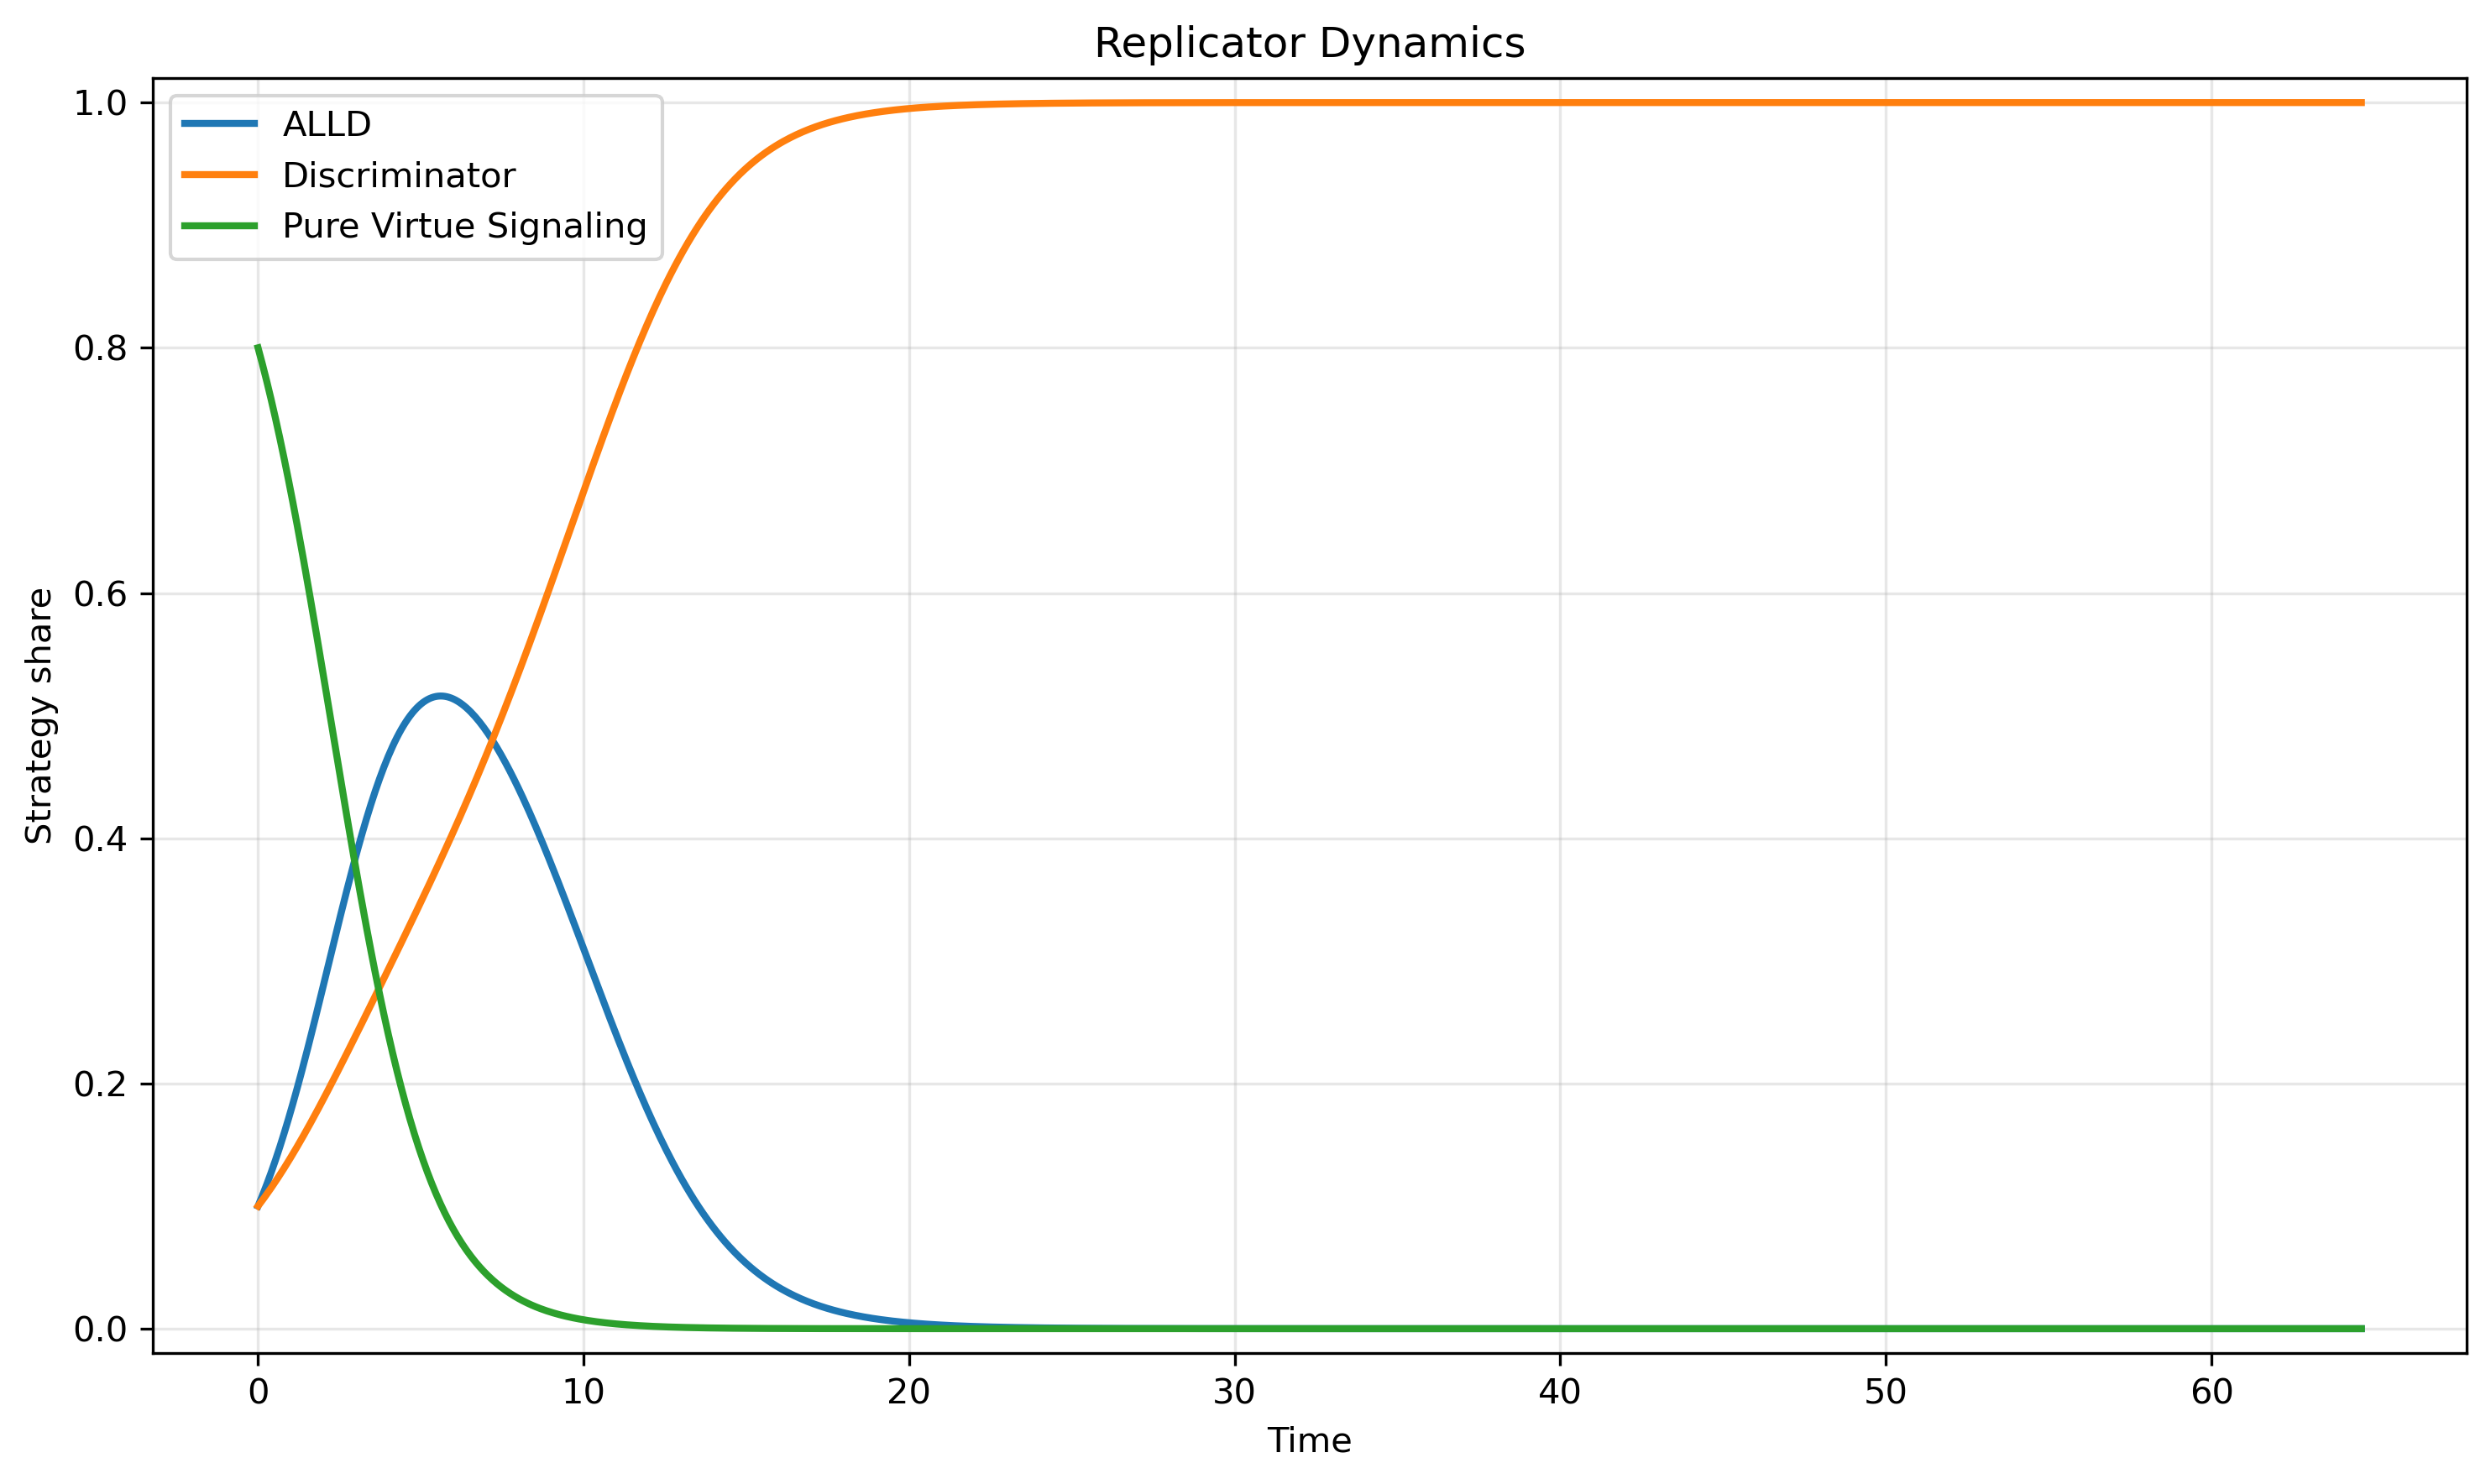 Replicator Dynamics
ALLD
Discriminator
Pure Virtue Signaling
Strategy share
1.0
0.8
0.6
0.4
0.2
0.0
0 10 20 30 40 50 60
Time